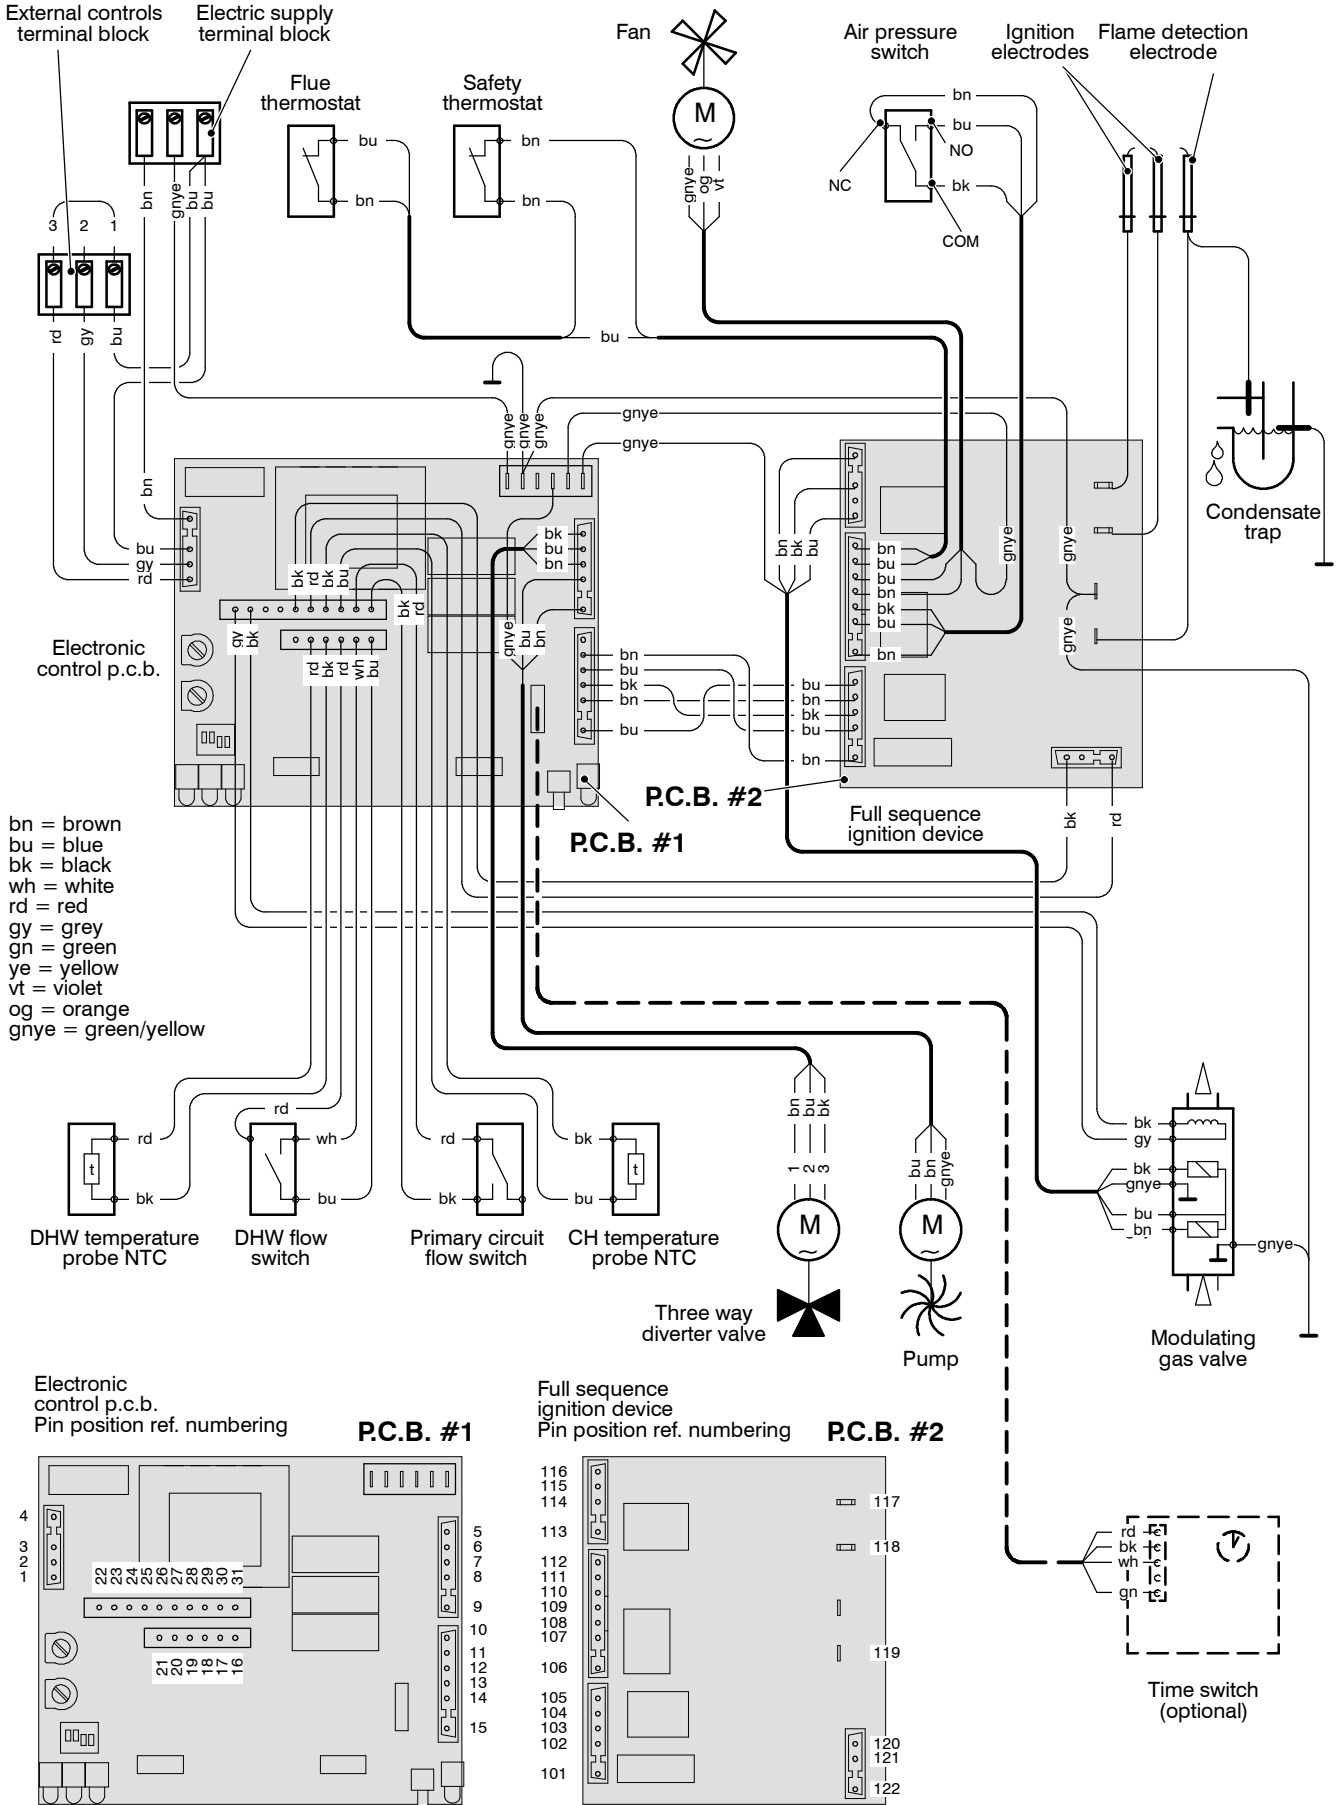 External controls
terminal block
Electric supply
terminal block
Flue
thermostat
Safety
thermostat
Fan
Air pressure
switch
Ignition
electrodes
Flame detection
electrode
M
~
bu
bn
bn
bn
gnye
og
vt
bn
bu
bk
NC
NO
COM
bn
gnye
bu
bu
3 2 1
rd
gy
bu
bu
gnye
gnye
gnye
gnye
gnye
bn
bu
gy
rd
bk
rd
bk
bu
bk
rd
gy
bk
rd
bk
rd
wh
bu
bk
bu
bn
gnye
bu
bn
bn
bu
bk
bn
bu
bn
bk
bu
bn
bu
bu
bn
bk
bu
bn
gnye
gnye
gnye
bu
bn
bk
bu
bn
bk
rd
Condensate
trap
Electronic
control p.c.b.
P.C.B. #1
P.C.B. #2
Full sequence
ignition device
bn = brown
bu = blue
bk = black
wh = white
rd = red
gy = grey
gn = green
ye = yellow
vt = violet
og = orange
gnye = green/yellow
t
rd
bk
rd
wh
bu
rd
bk
bk
bu
t
DHW temperature
probe NTC
DHW flow
switch
Primary circuit
flow switch
CH temperature
probe NTC
bn
bu
bk
1
2
3
M
~
Three way
diverter valve
bu
bn
gnye
M
~
Pump
bk
gy
bk
gnye
bu
bn
gnye
Modulating
gas valve
Electronic
control p.c.b.
Pin position ref. numbering
P.C.B. #1
4
3
2
1
22 23 24 25 26 27 28 29 30 31
21 20 19 18 17 16
5
6
7
8
9
10
11
12
13
14
15
Full sequence
ignition device
Pin position ref. numbering
P.C.B. #2
116
115
114
113
112
111
110
109
108
107
106
105
104
103
102
101
117
118
119
120
121
122
rd
bk
wh
gn
Time switch
(optional)